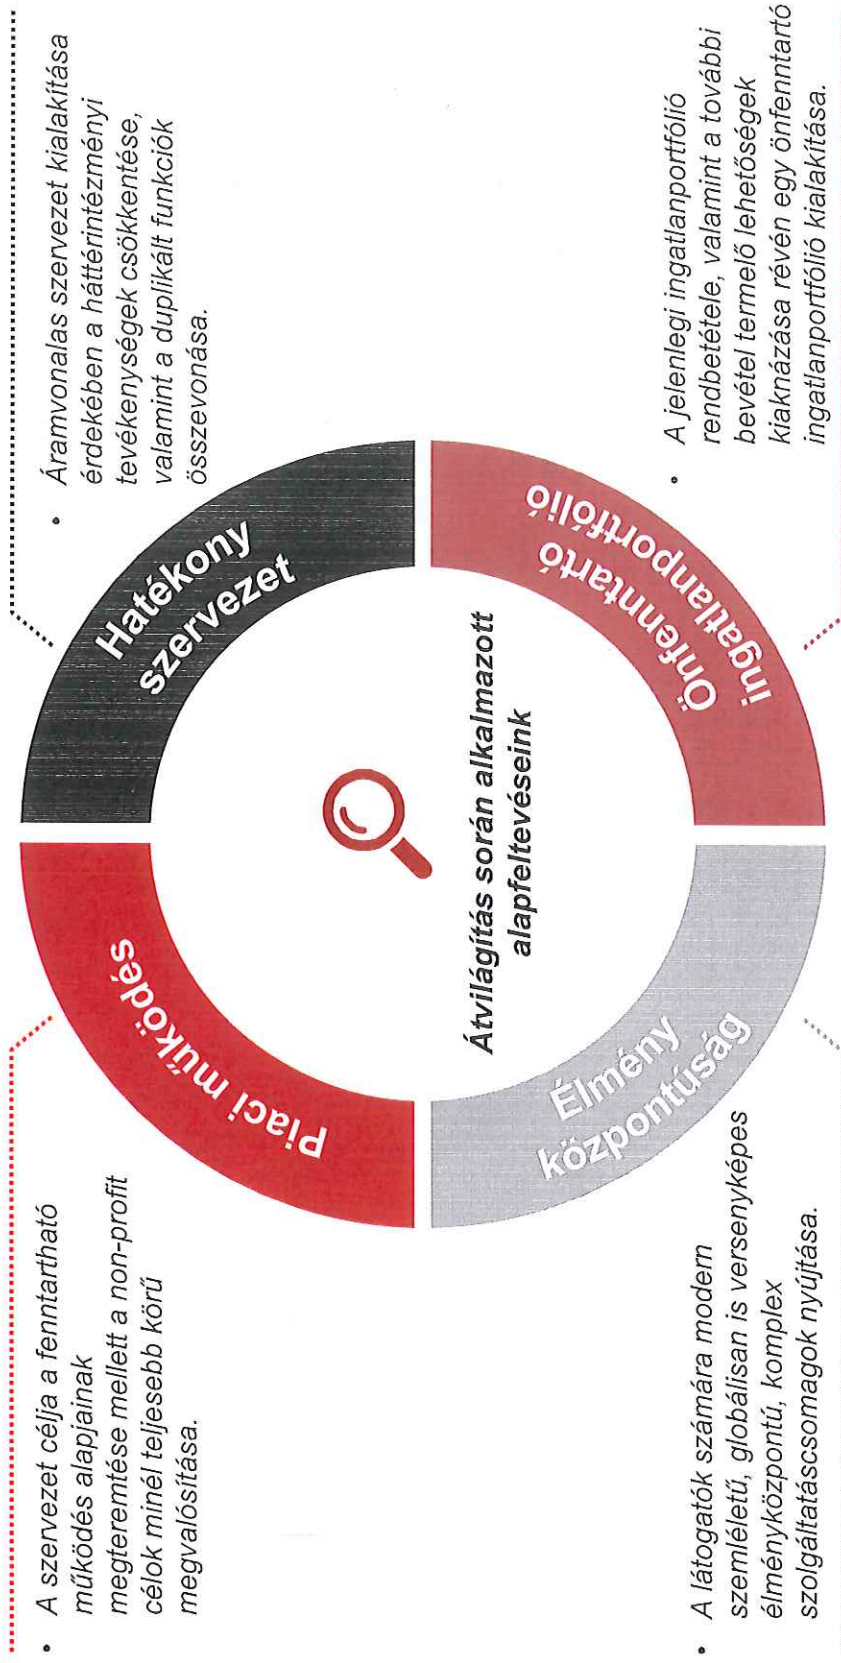 • A szervezet célja a fenntartható
működés alapjainak
megteremtése mellett a non-profit
célok minél teljesebb körű
megvalósítása.
Piaci működés
Hatékony
szervezet
• Áramvonalas szervezet kialakítása
érdekében a háttérintézményi
tevékenységek csökkentése,
valamint a duplikált funkciók
összevonása.
Átvilágítás során alkalmazott
alapfeltevéseink
• A látogatók számára modern
szemléletű, globálisan is versenyképes
élményközpontú, komplex
szolgáltatáscsomagok nyújtása.
Élmény
központúság
Önfenntartó
ingatlanportfólió
• A jelenlegi ingatlanportfólió
rendbetétele, valamint a további
bevétel termelő lehetőségek
kiaknázása révén egy önfenntartó
ingatlanportfólió kialakítása.